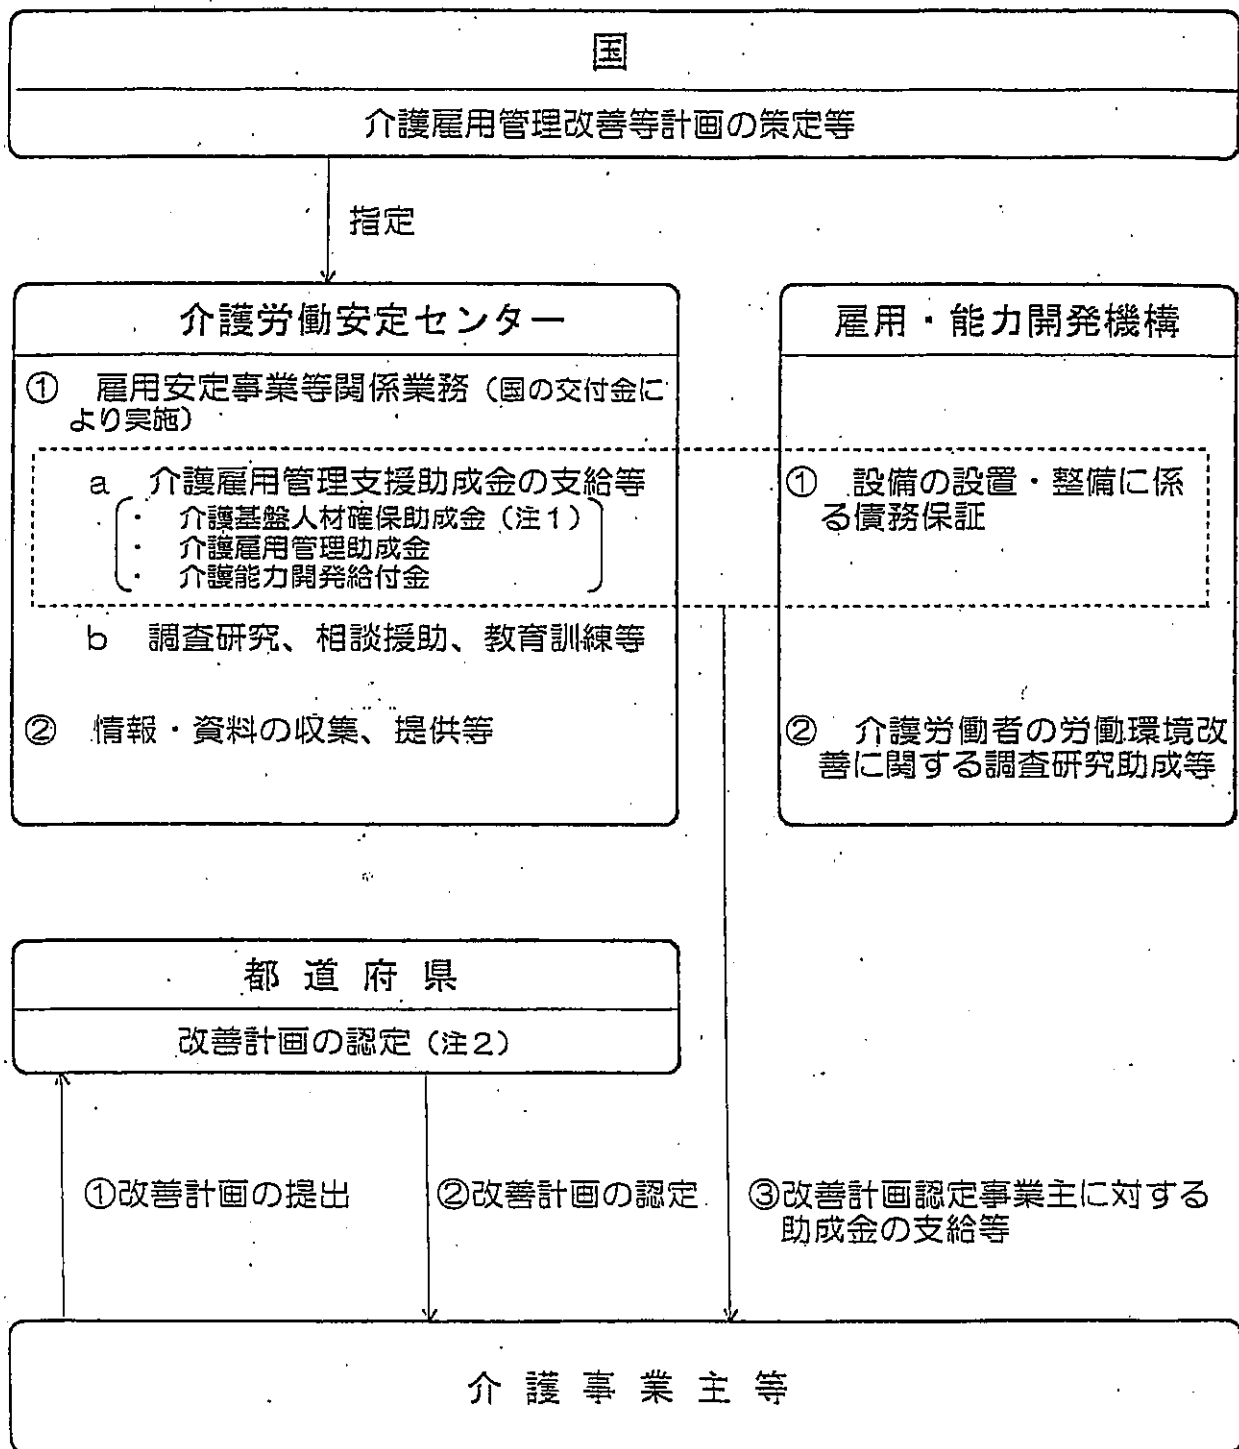 国
介護雇用管理改善等計画の策定等
指定
介護労働安定センター
① 雇用安定事業等関係業務（国の交付金に
より実施）
a 介護雇用管理支援助成金の支給等
・ 介護基盤人材確保助成金（注1）
・ 介護雇用管理助成金
・ 介護能力開発給付金
b 調査研究、相談援助、教育訓練等
② 情報・資料の収集、提供等
雇用・能力開発機構
① 設備の設置・整備に係
る債務保証
② 介護労働者の労働環境改
善に関する調査研究助成等
都道府県
改善計画の認定（注2）
①改善計画の提出
②改善計画の認定
③改善計画認定事業主に対する
助成金の支給等
介護事業主等